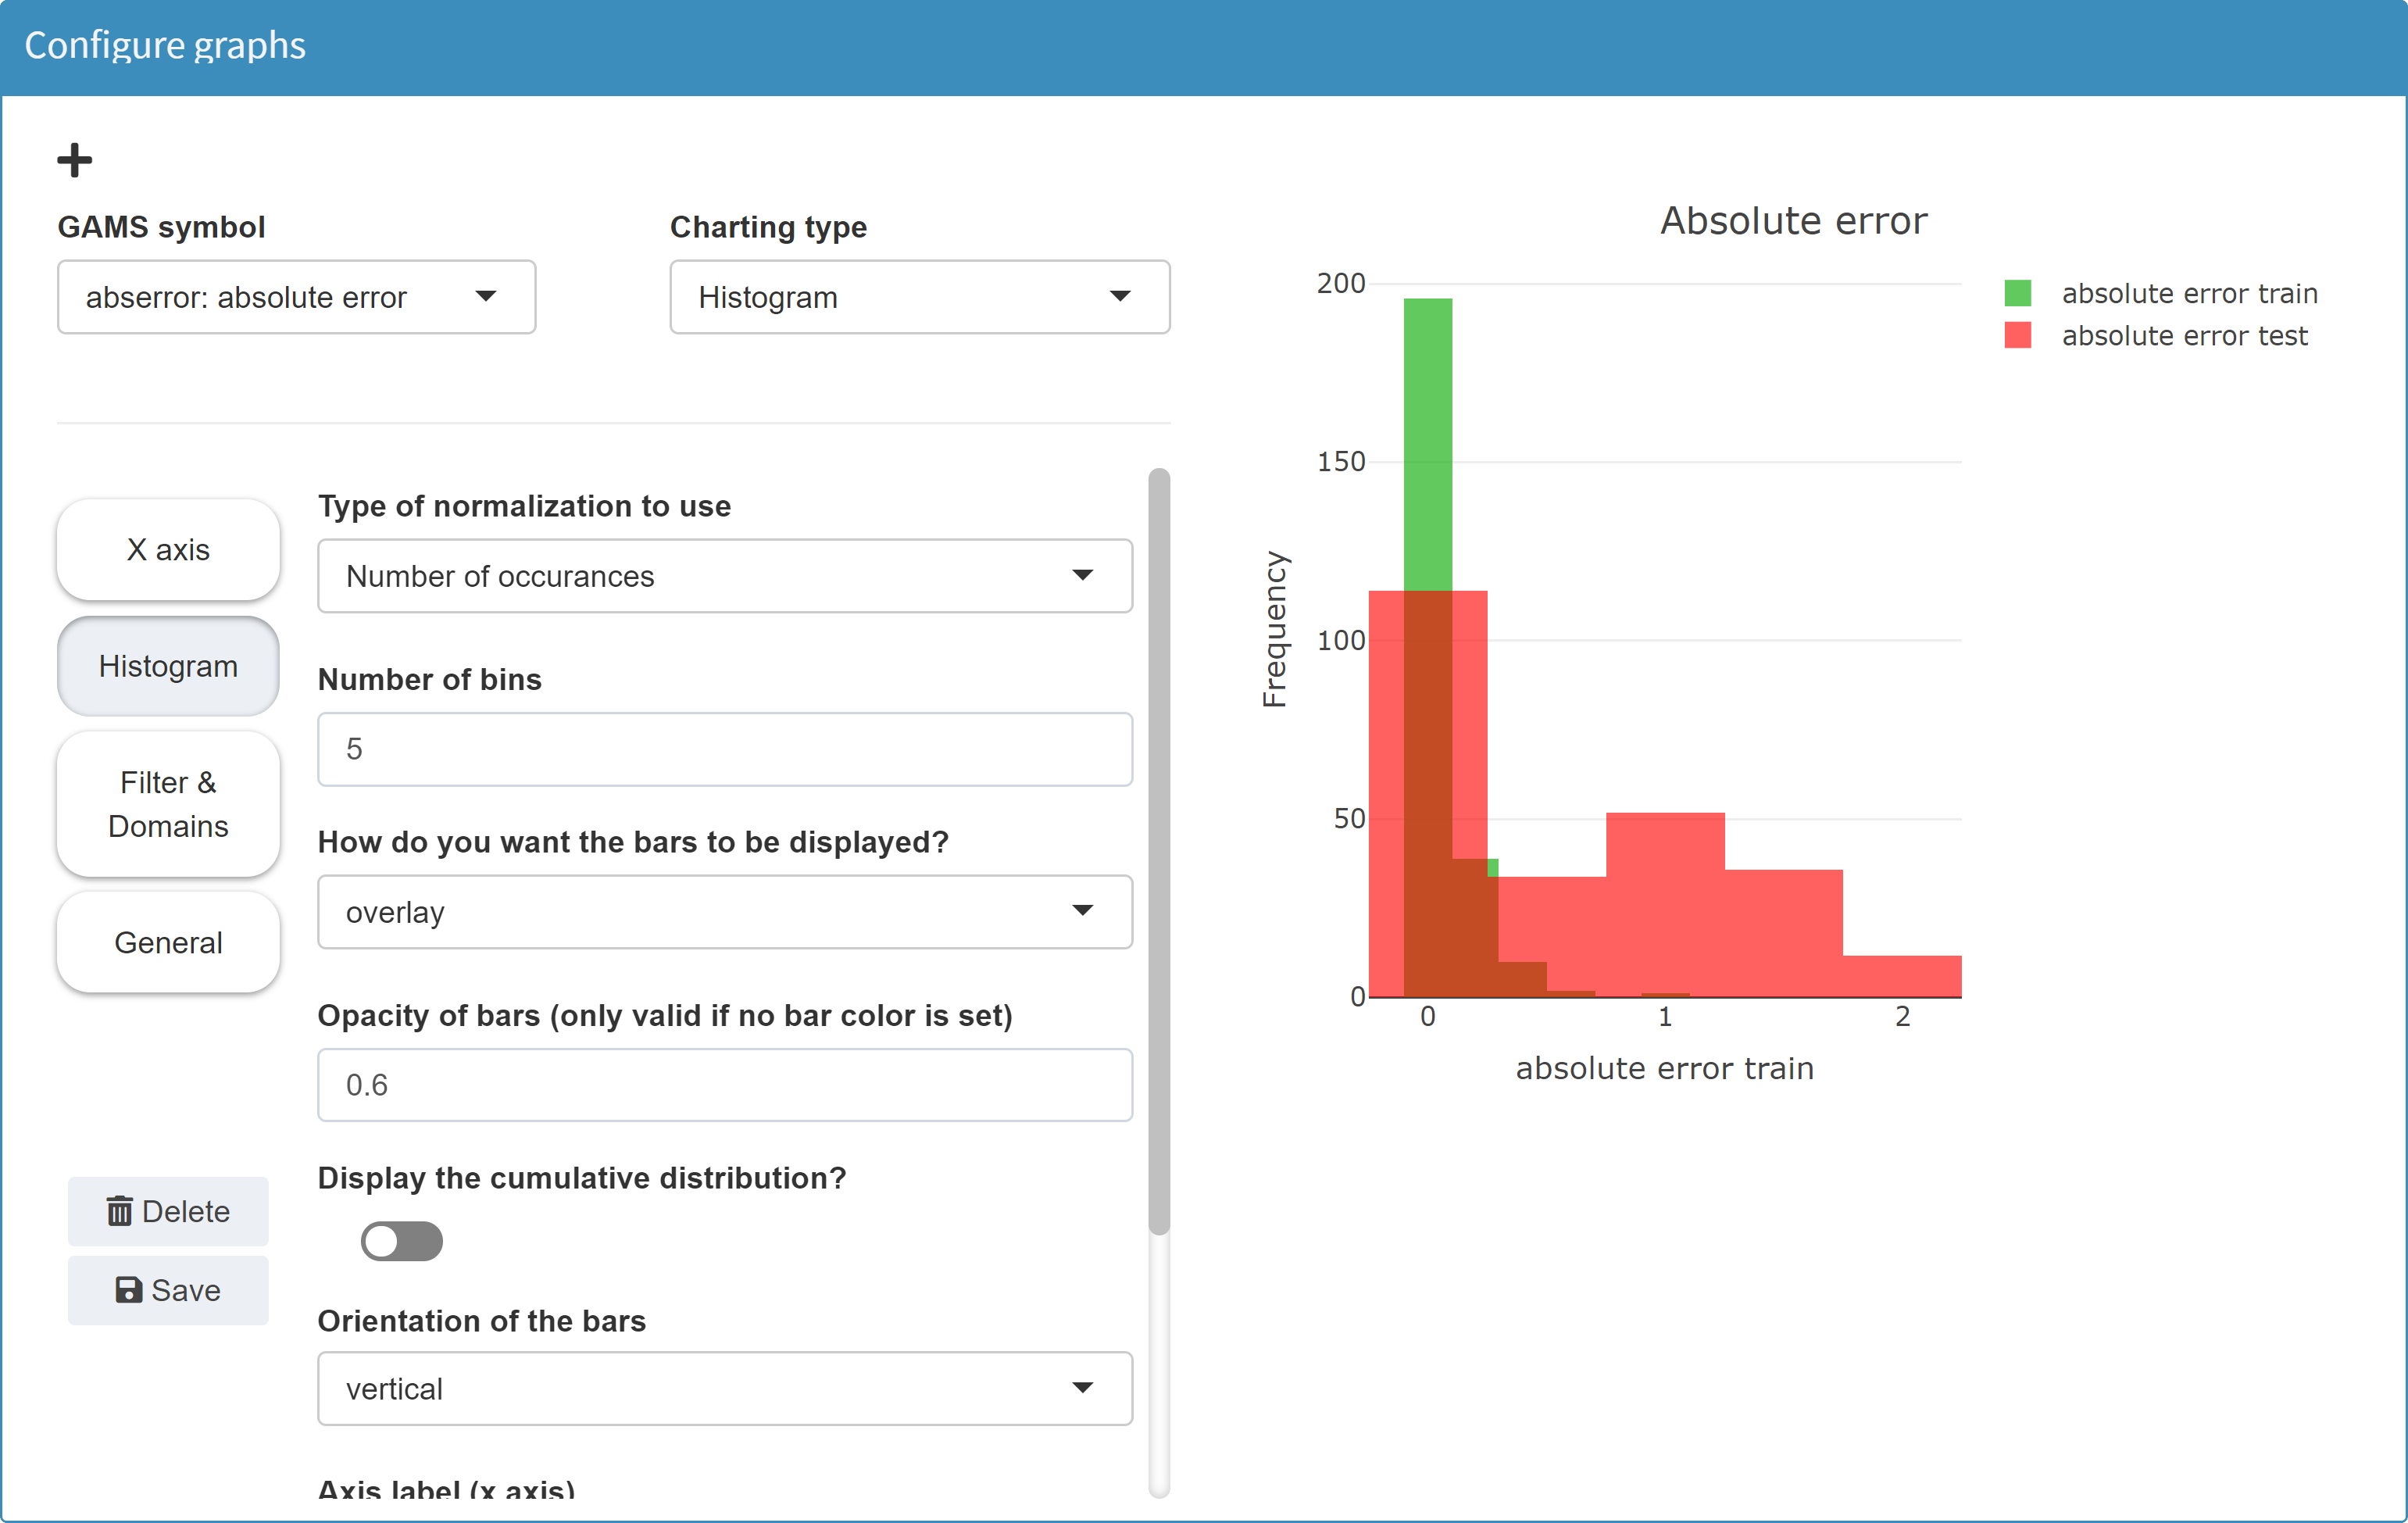 Configure graphs
GAMS symbol
Charting type
abserror: absolute error
Histogram
X axis
Histogram
Filter &
Domains
General
Delete
Save
Type of normalization to use
Number of occurances
Number of bins
5
How do you want the bars to be displayed?
overlay
Opacity of bars (only valid if no bar color is set)
0.6
Display the cumulative distribution?
Orientation of the bars
vertical
Axis label (x axis)
Absolute error
absolute error train
absolute error test
200
150
100
50
0
Frequency
0 1 2
absolute error train